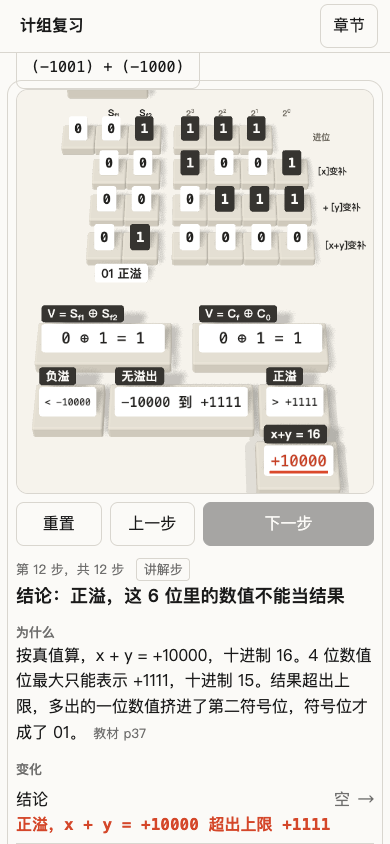 计组复习
章节
(-1001) + (-1000)
Sf1 Sf2 2³ 2² 2¹ 2⁰
0 0 1 1 1 1 进位
0 0 1 0 0 1 [x]变补
0 0 0 1 1 1 + [y]变补
0 1 0 0 0 0 [x+y]变补
01 正溢
V = Sf1 ⊕ Sf2
V = Cf ⊕ C0
0 ⊕ 1 = 1
0 ⊕ 1 = 1
负溢
无溢出
正溢
< -10000
-10000 到 +1111
> +1111
x+y = 16
+10000
重置
上一步
下一步
第 12 步，共 12 步
讲解步
结论：正溢，这 6 位里的数值不能当结果
为什么
按真值算，x + y = +10000，十进制 16。4 位数值
位最大只能表示 +1111，十进制 15。结果超出上
限，多出的一位数值挤进了第二符号位，符号位才
成了 01。 教材 p37
变化
结论
空 →
正溢，x + y = +10000 超出上限 +1111